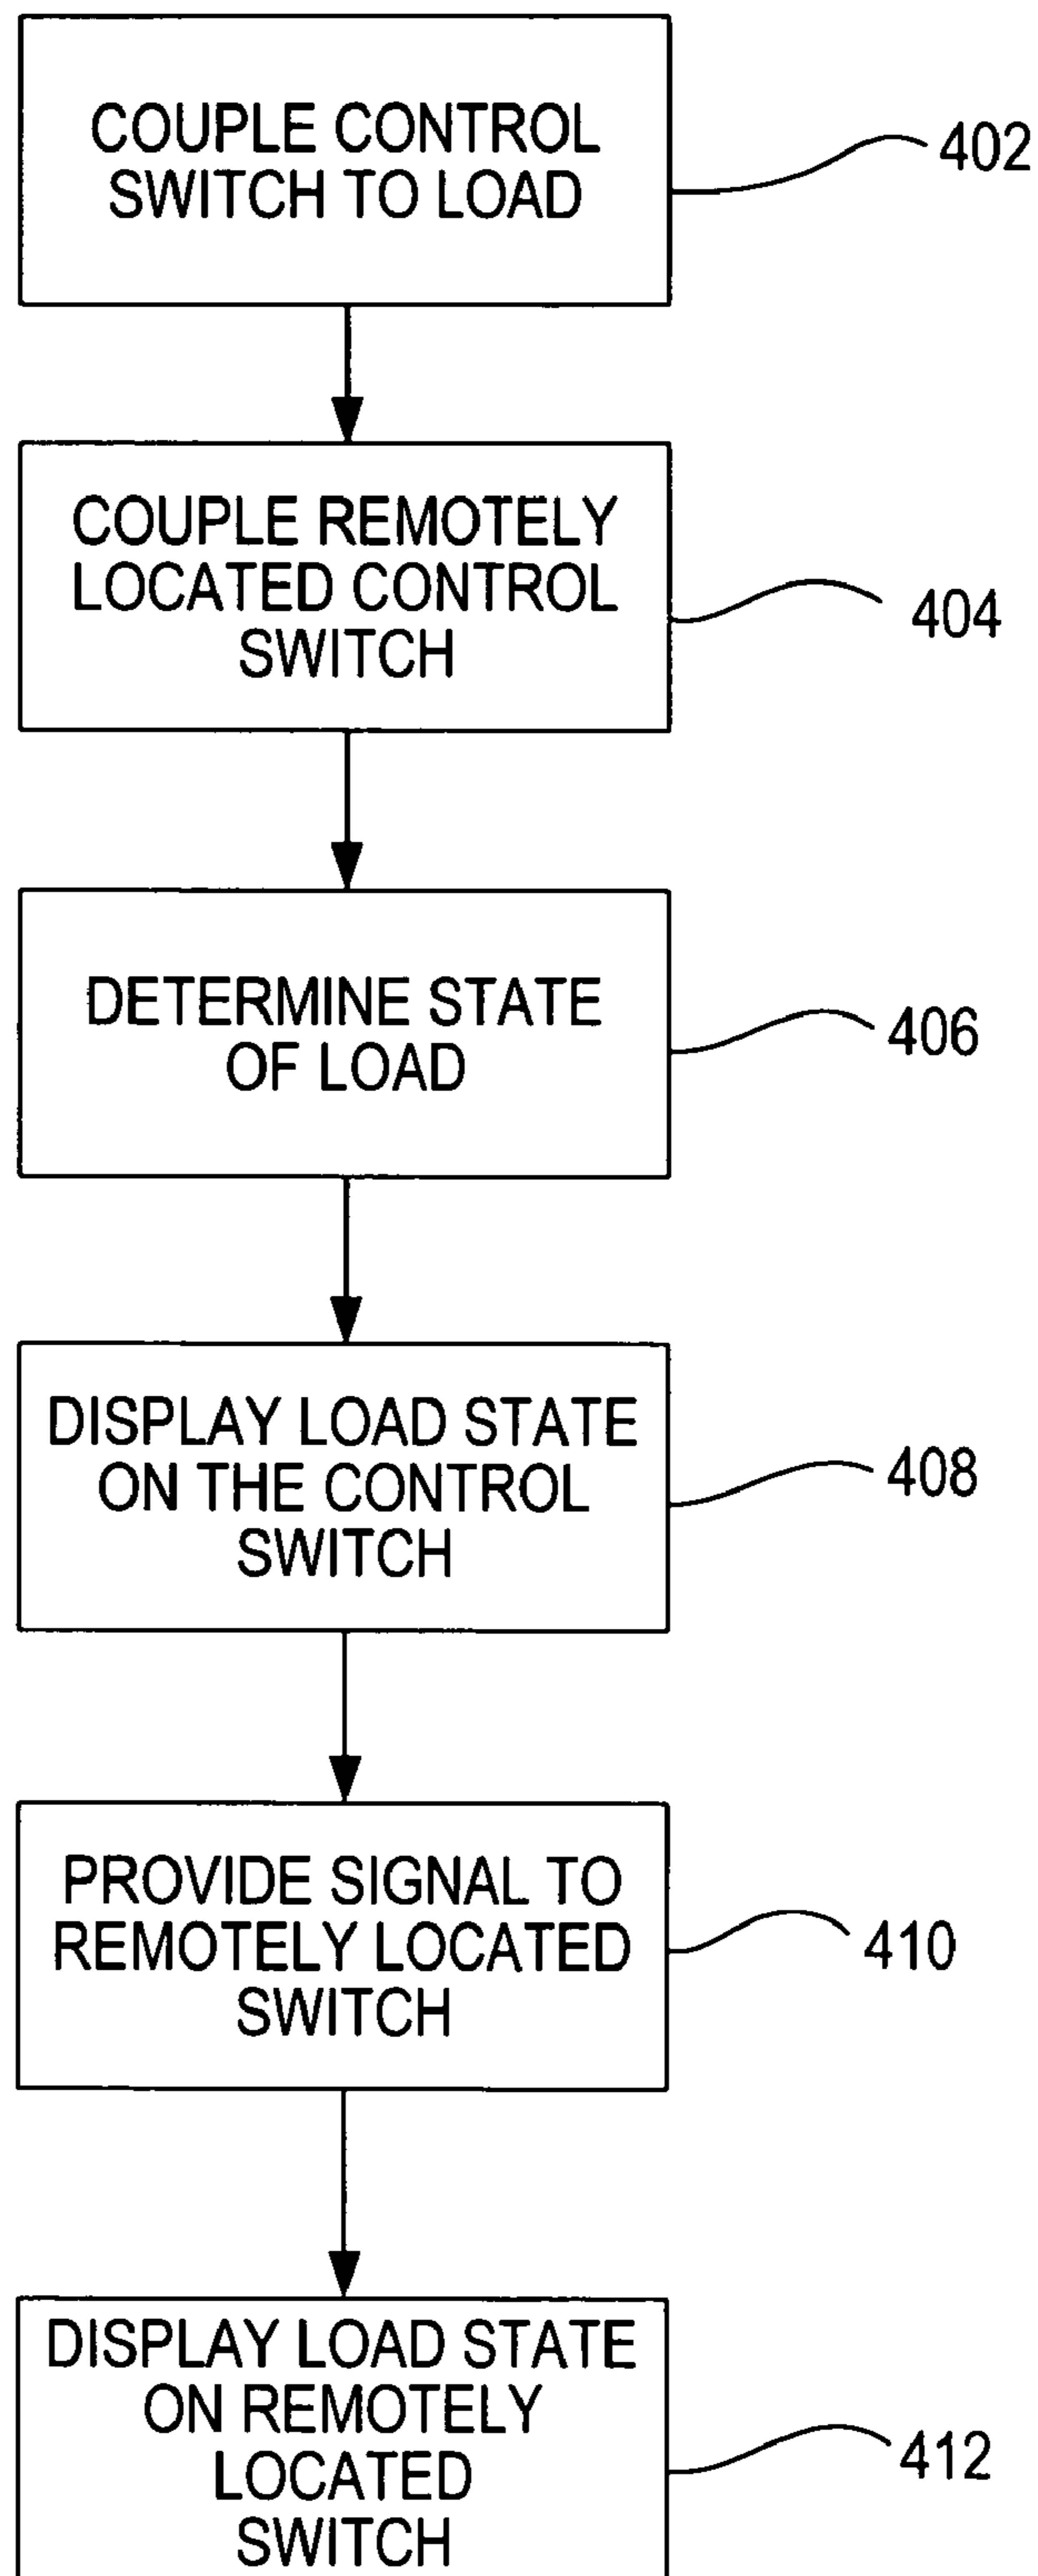 COUPLE CONTROL
SWITCH TO LOAD
402
COUPLE REMOTELY
LOCATED CONTROL
SWITCH
404
DETERMINE STATE
OF LOAD
406
DISPLAY LOAD STATE
ON THE CONTROL
SWITCH
408
PROVIDE SIGNAL TO
REMOTELY LOCATED
SWITCH
410
DISPLAY LOAD STATE
ON REMOTELY
LOCATED
SWITCH
412